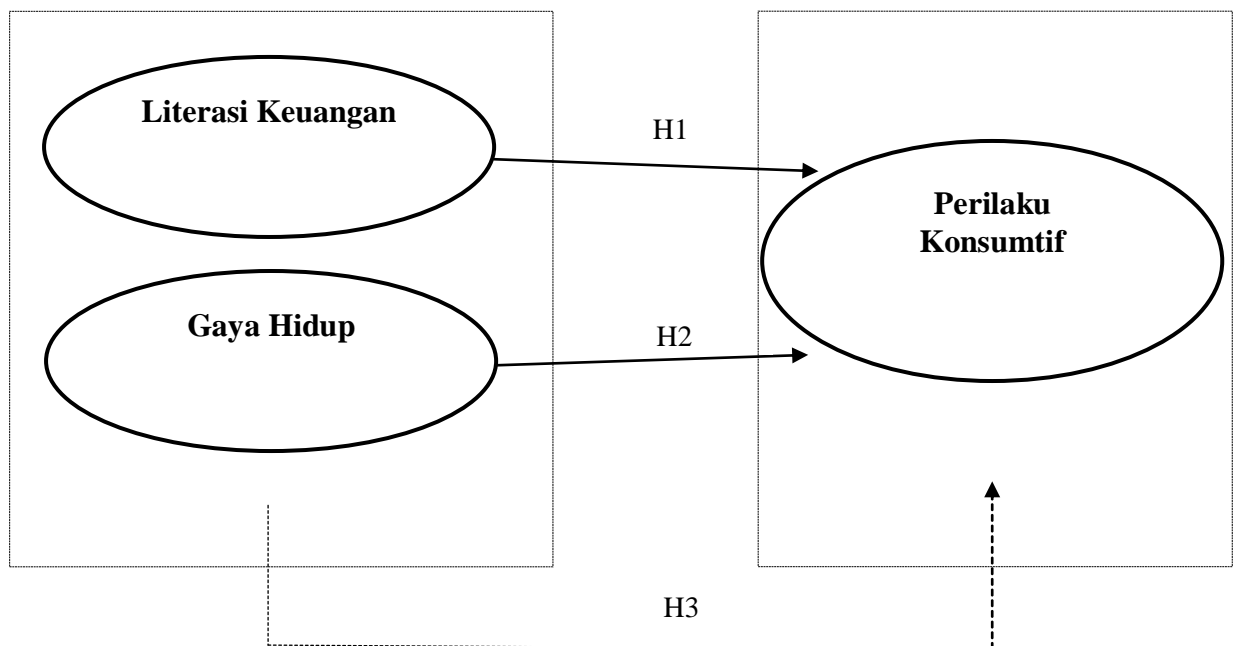 Literasi Keuangan
H1
Perilaku
Konsumtif
Gaya Hidup
H2
H3